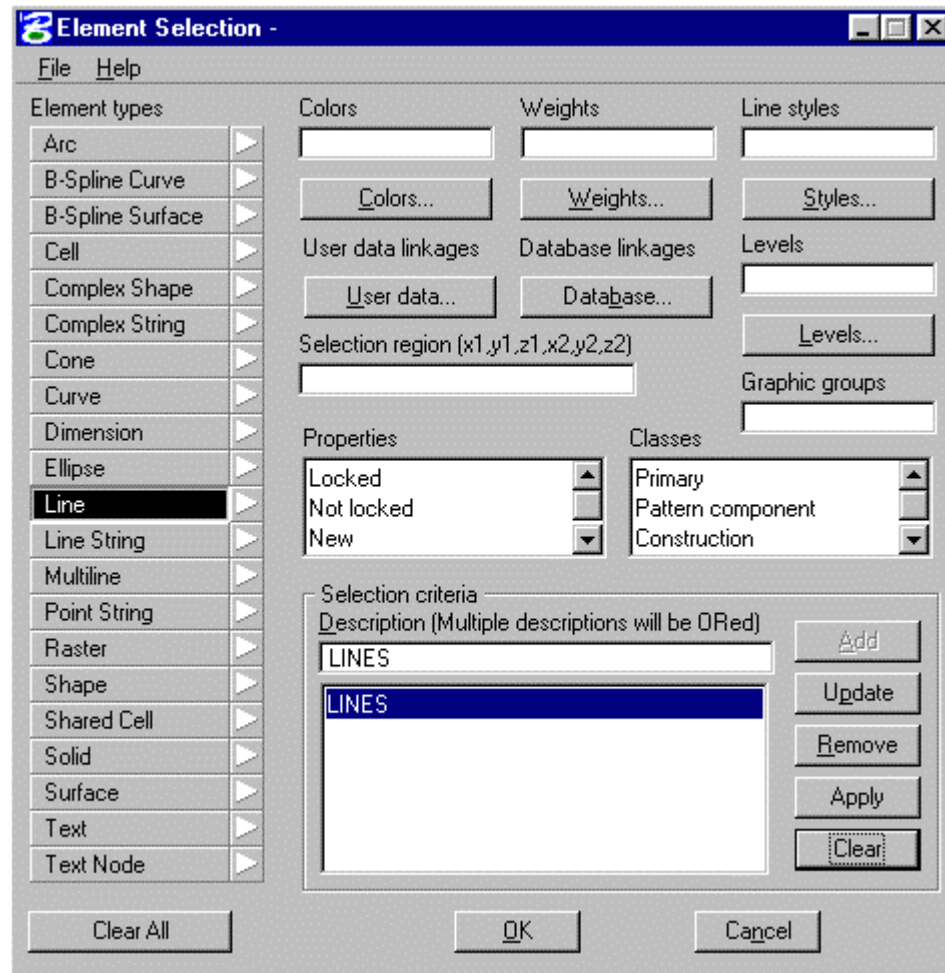 Element Selection -
File Help
Element types
Arc
B-Spline Curve
B-Spline Surface
Cell
Complex Shape
Complex String
Cone
Curve
Dimension
Ellipse
Line
Line String
Multiline
Point String
Raster
Shape
Shared Cell
Solid
Surface
Text
Text Node
Colors
Weights
Line styles
Colors...
Weights...
Styles...
User data linkages
Database linkages
Levels
User data...
Database...
Levels...
Selection region (x1,y1,z1,x2,y2,z2)
Graphic groups
Properties
Locked
Not locked
New
Classes
Primary
Pattern component
Construction
Selection criteria
Description (Multiple descriptions will be ORed)
LINES
LINES
Add
Update
Remove
Apply
Clear
Clear All
OK
Cancel